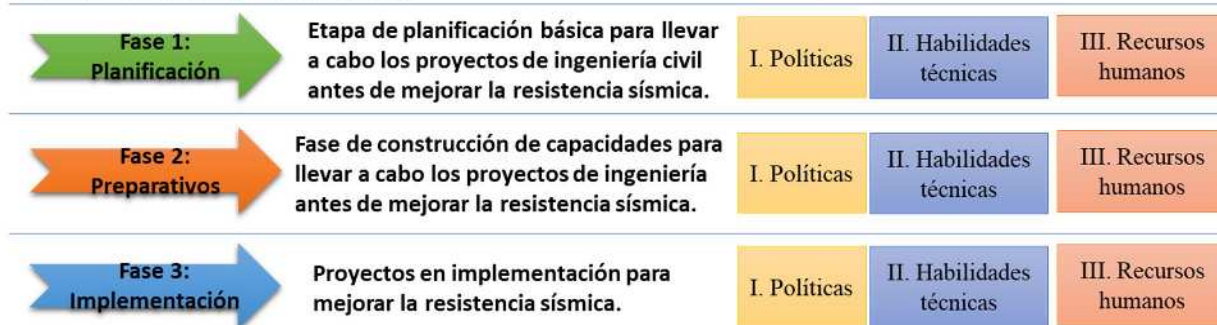 Fase 1:
Planificación
Etapa de planificación básica para llevar
a cabo los proyectos de ingeniería civil
antes de mejorar la resistencia sísmica.
I. Políticas
II. Habilidades
técnicas
III. Recursos
humanos
Fase 2:
Preparativos
Fase de construcción de capacidades para
llevar a cabo los proyectos de ingeniería
antes de mejorar la resistencia sísmica.
I. Políticas
II. Habilidades
técnicas
III. Recursos
humanos
Fase 3:
Implementación
Proyectos en implementación para
mejorar la resistencia sísmica.
I. Políticas
II. Habilidades
técnicas
III. Recursos
humanos